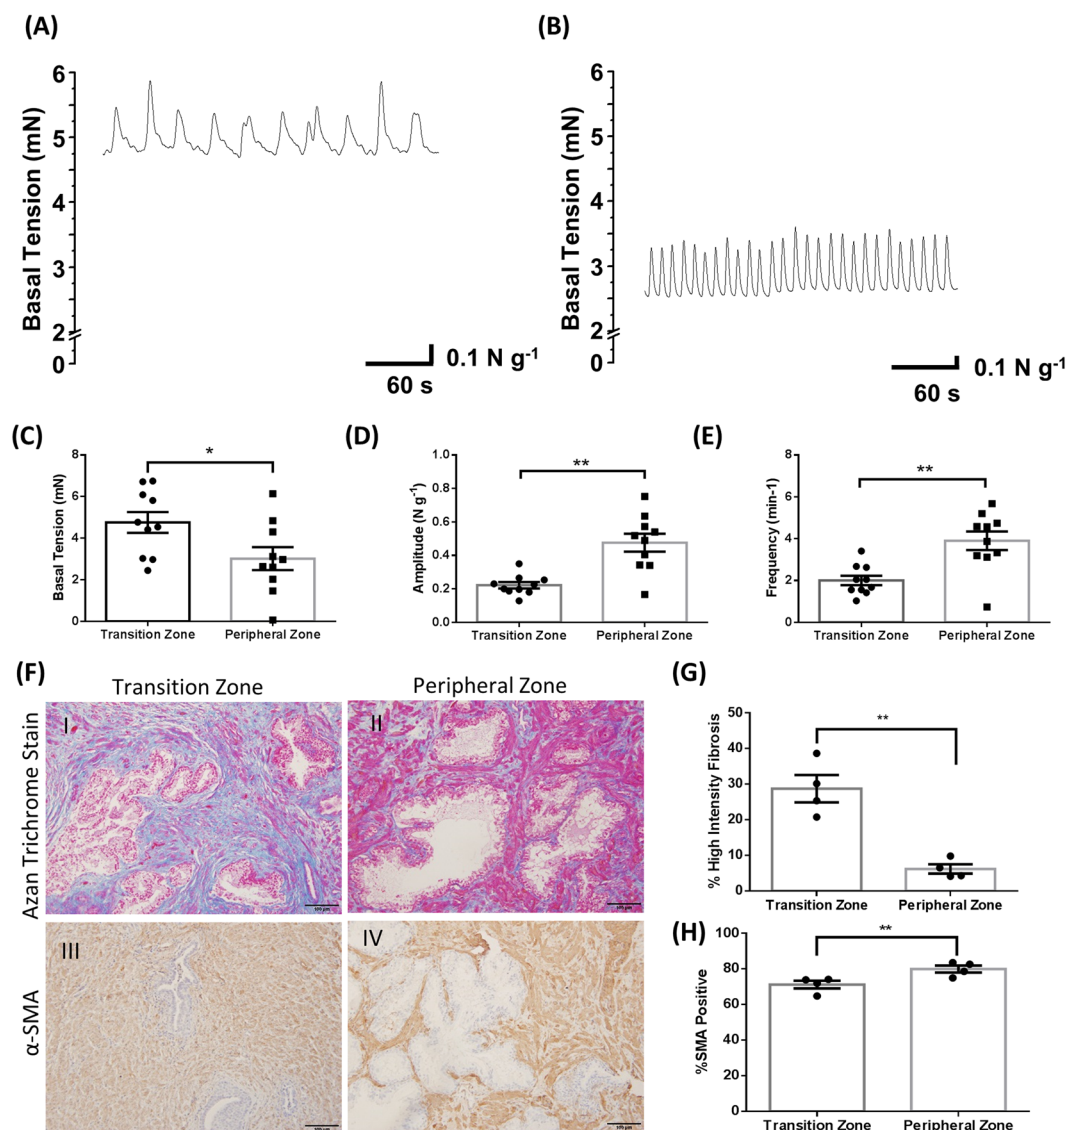 (A)
6
5
4
3
2
0
Basal Tension (mN)
0.1 N g-1
60 s
(B)
6
5
4
3
2
0
Basal Tension (mN)
0.1 N g-1
60 s
(C)
*
8
6
4
2
0
Basal Tension (mN)
Transition Zone
Peripheral Zone
(D)
**
1.0
0.8
0.6
0.4
0.2
0.0
Amplitude (N g-1)
Transition Zone
Peripheral Zone
(E)
**
8
6
4
2
0
Frequency (min-1)
Transition Zone
Peripheral Zone
(F)
Transition Zone
Peripheral Zone
Azan Trichrome Stain
I
II
α-SMA
III
IV
(G)
**
50
40
30
20
10
0
% High Intensity Fibrosis
Transition Zone
Peripheral Zone
(H)
**
100
80
60
40
20
0
%SMA Positive
Transition Zone
Peripheral Zone